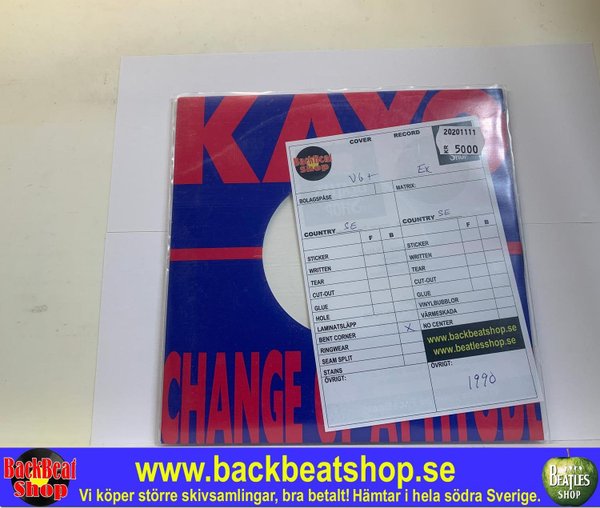 KAYO
BackBeat
Shop
COVER
RECORD
20201111
KR 5000
VG+
EX
BOLAGSPÅSE
MATRIX:
COUNTRY SE
COUNTRY SE
F B
F B
STICKER
STICKER
WRITTEN
WRITTEN
TEAR
TEAR
CUT-OUT
CUT-OUT
GLUE
GLUE
HOLE
VINYLBUBBLOR
LAMINATSLÄPP
VÄRMESKADA
BENT CORNER X
NO CENTER
RINGWEAR
SEAM SPLIT
STAINS
www.backbeatshop.se
www.beatlesshop.se
ÖVRIGT:
ÖVRIGT:
1990
CHANGE OF ATTITUDE
BackBeat
Shop
www.backbeatshop.se
Vi köper större skivsamlingar, bra betalt! Hämtar i hela södra Sverige.
BEATLES
SHOP